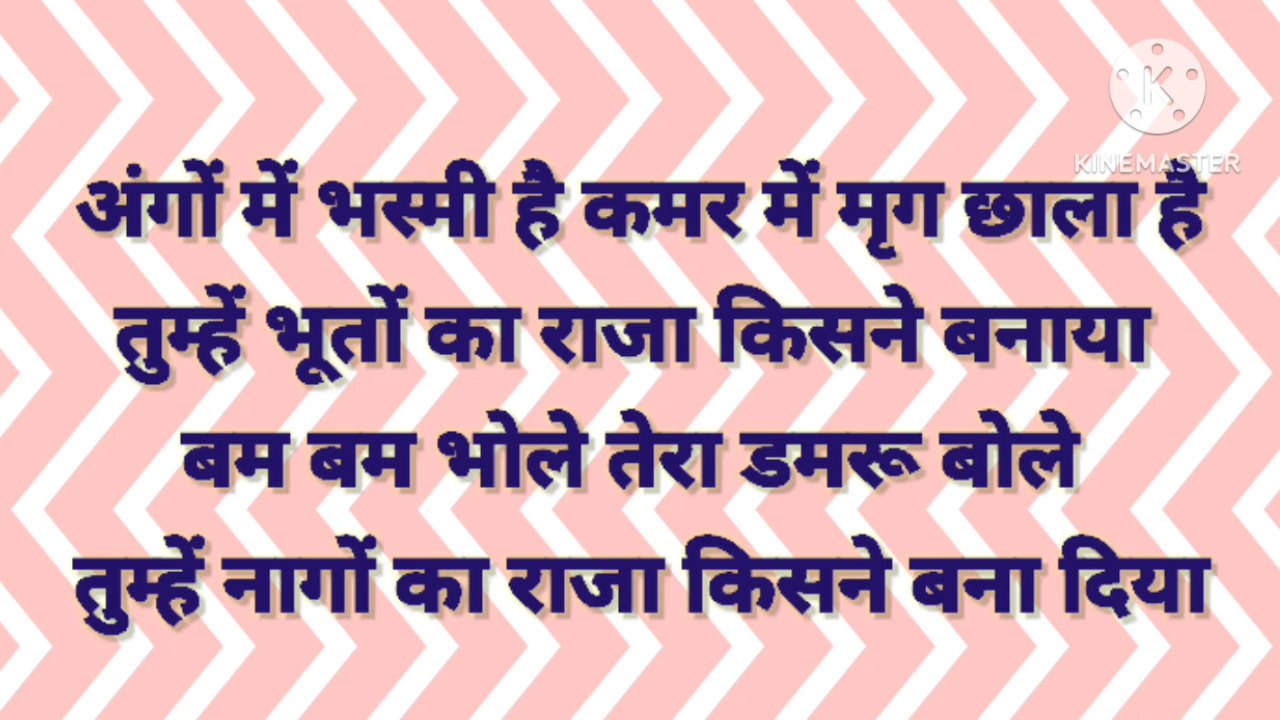 K
KINEMASTER
अंगों में भस्मी है कमर में मृग छाला है
तुम्हें भूतों का राजा किसने बनाया
बम बम भोले तेरा डमरू बोले
तुम्हें नागों का राजा किसने बना दिया